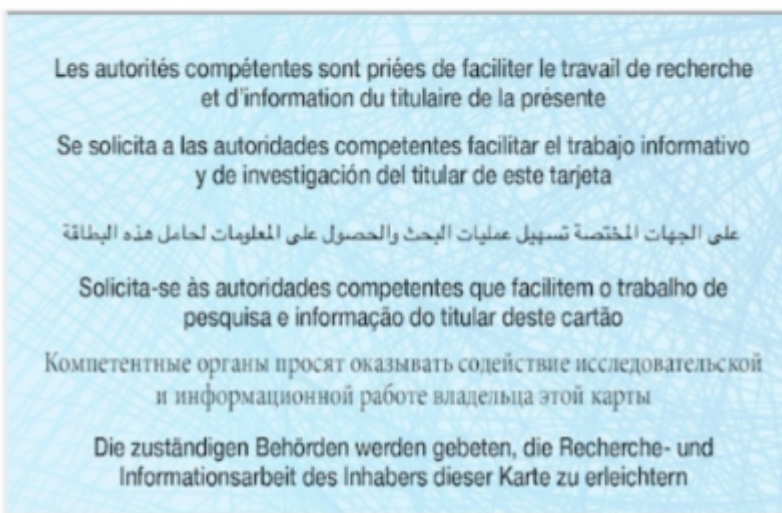 Les autorités compétentes sont priées de faciliter le travail de recherche
et d'information du titulaire de la présente
Se solicita a las autoridades competentes facilitar el trabajo informativo
y de investigación del titular de este tarjeta
على الجهات المختصة تسهيل عمليات البحث والحصول على المعلومات لحامل هذه البطاقة
Solicita-se às autoridades competentes que facilitem o trabalho de
pesquisa e informação do titular deste cartão
Компетентные органы просят оказывать содействие исследовательской
и информационной работе владельца этой карты
Die zuständigen Behörden werden gebeten, die Recherche- und
Informationsarbeit des Inhabers dieser Karte zu erleichtern